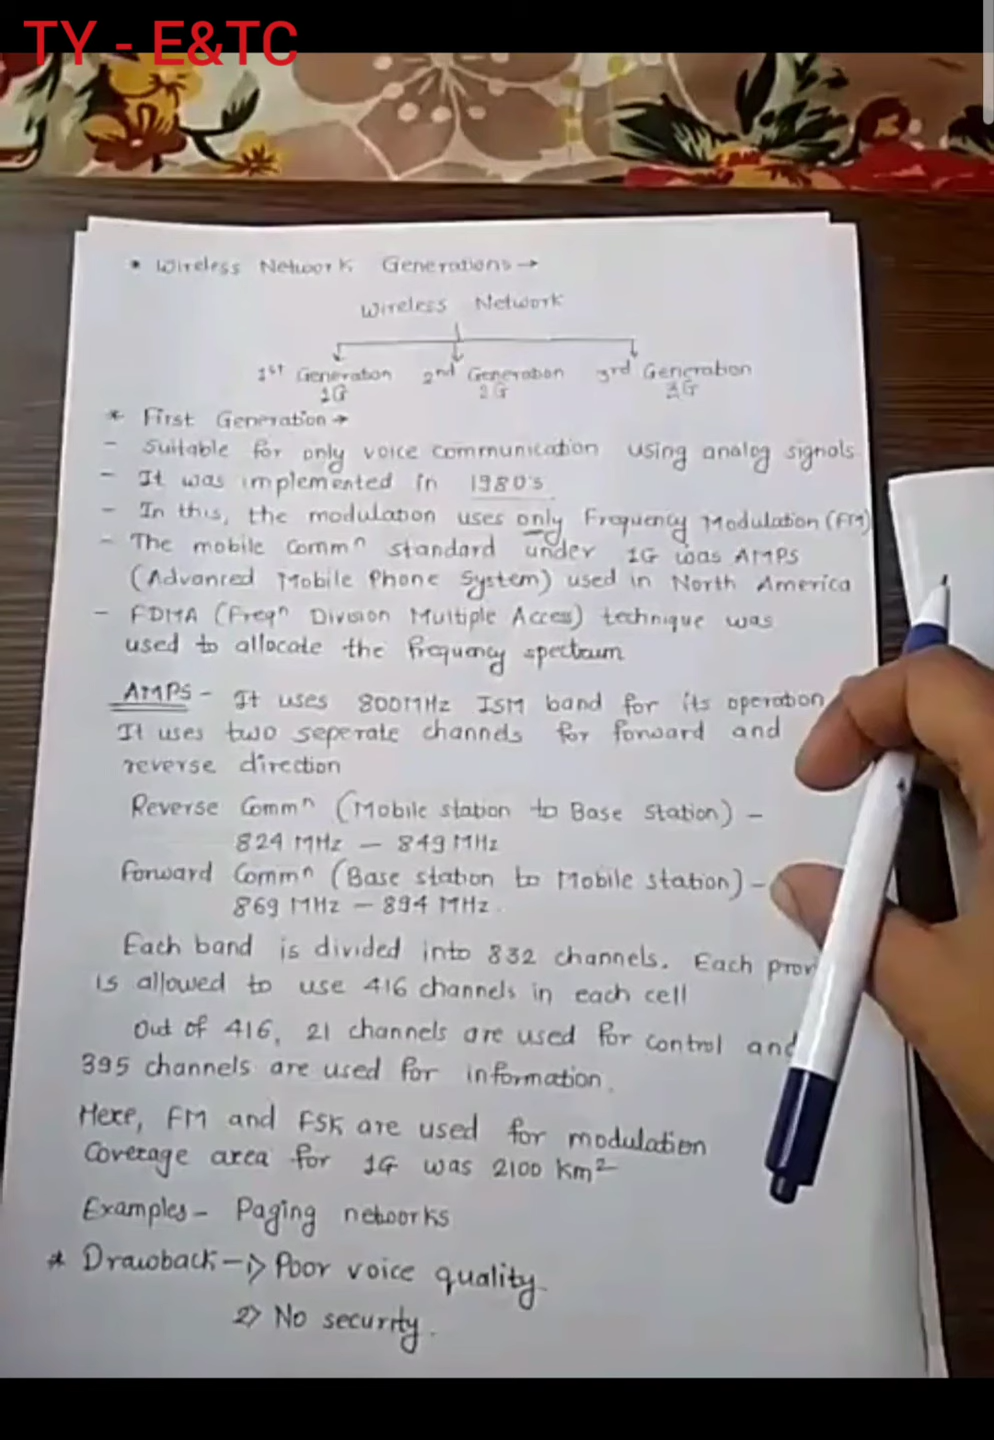 TY - E&TC
* Wireless Network Generations →
Wireless Network
1st Generation 2nd Generation 3rd Generation
1G 2G 3G
* First Generation →
- Suitable for only voice communication using analog signals
- It was implemented in 1980's
- In this, the modulation uses only Frequency Modulation (FM)
- The mobile Commⁿ standard under 1G was AMPS
(Advanced Mobile Phone System) used in North America
- FDMA (Freqⁿ Division Multiple Access) technique was
used to allocate the frequency spectrum
AMPS - It uses 800MHz ISM band for its operation
It uses two seperate channels for forward and
reverse direction
Reverse Commⁿ (Mobile station to Base Station) -
824 MHz - 849 MHz
Forward Commⁿ (Base station to Mobile station) -
869 MHz - 894 MHz.
Each band is divided into 832 channels. Each
is allowed to use 416 channels in each cell
Out of 416, 21 channels are used for control and
395 channels are used for information.
Here, FM and FSK are used for modulation
Coverage area for 1G was 2100 Km²
Examples - Paging networks
* Drawback - 1) Poor voice quality.
2) No security.